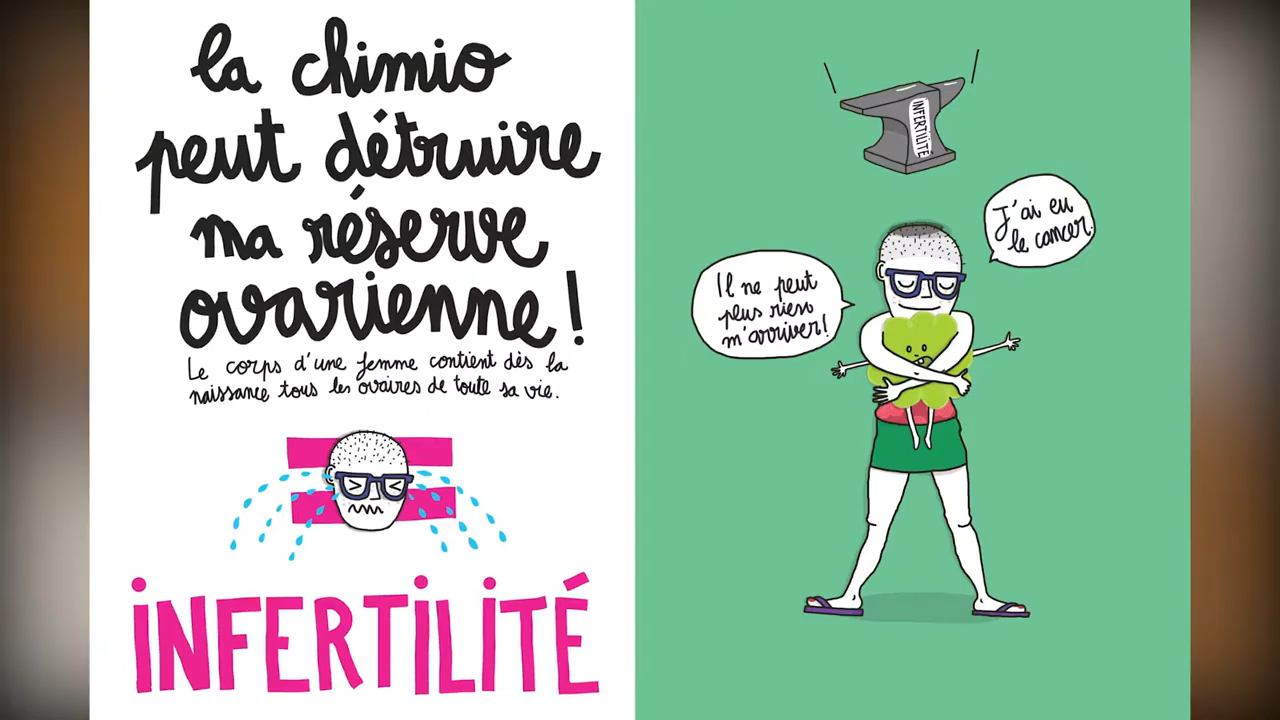 la chimio
peut détruire
ma réserve
ovarienne !
Le corps d'une femme contient dès la
naissance tous les ovaires de toute sa vie.
INFERTILITÉ
INFERTILITÉ
J'ai eu
le cancer.
Il ne peut
plus rien
m'arriver!